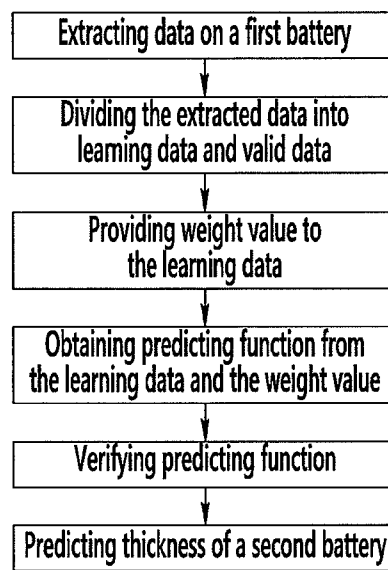 Extracting data on a first battery
Dividing the extracted data into
learning data and valid data
Providing weight value to
the learning data
Obtaining predicting function from
the learning data and the weight value
Verifying predicting function
Predicting thickness of a second battery